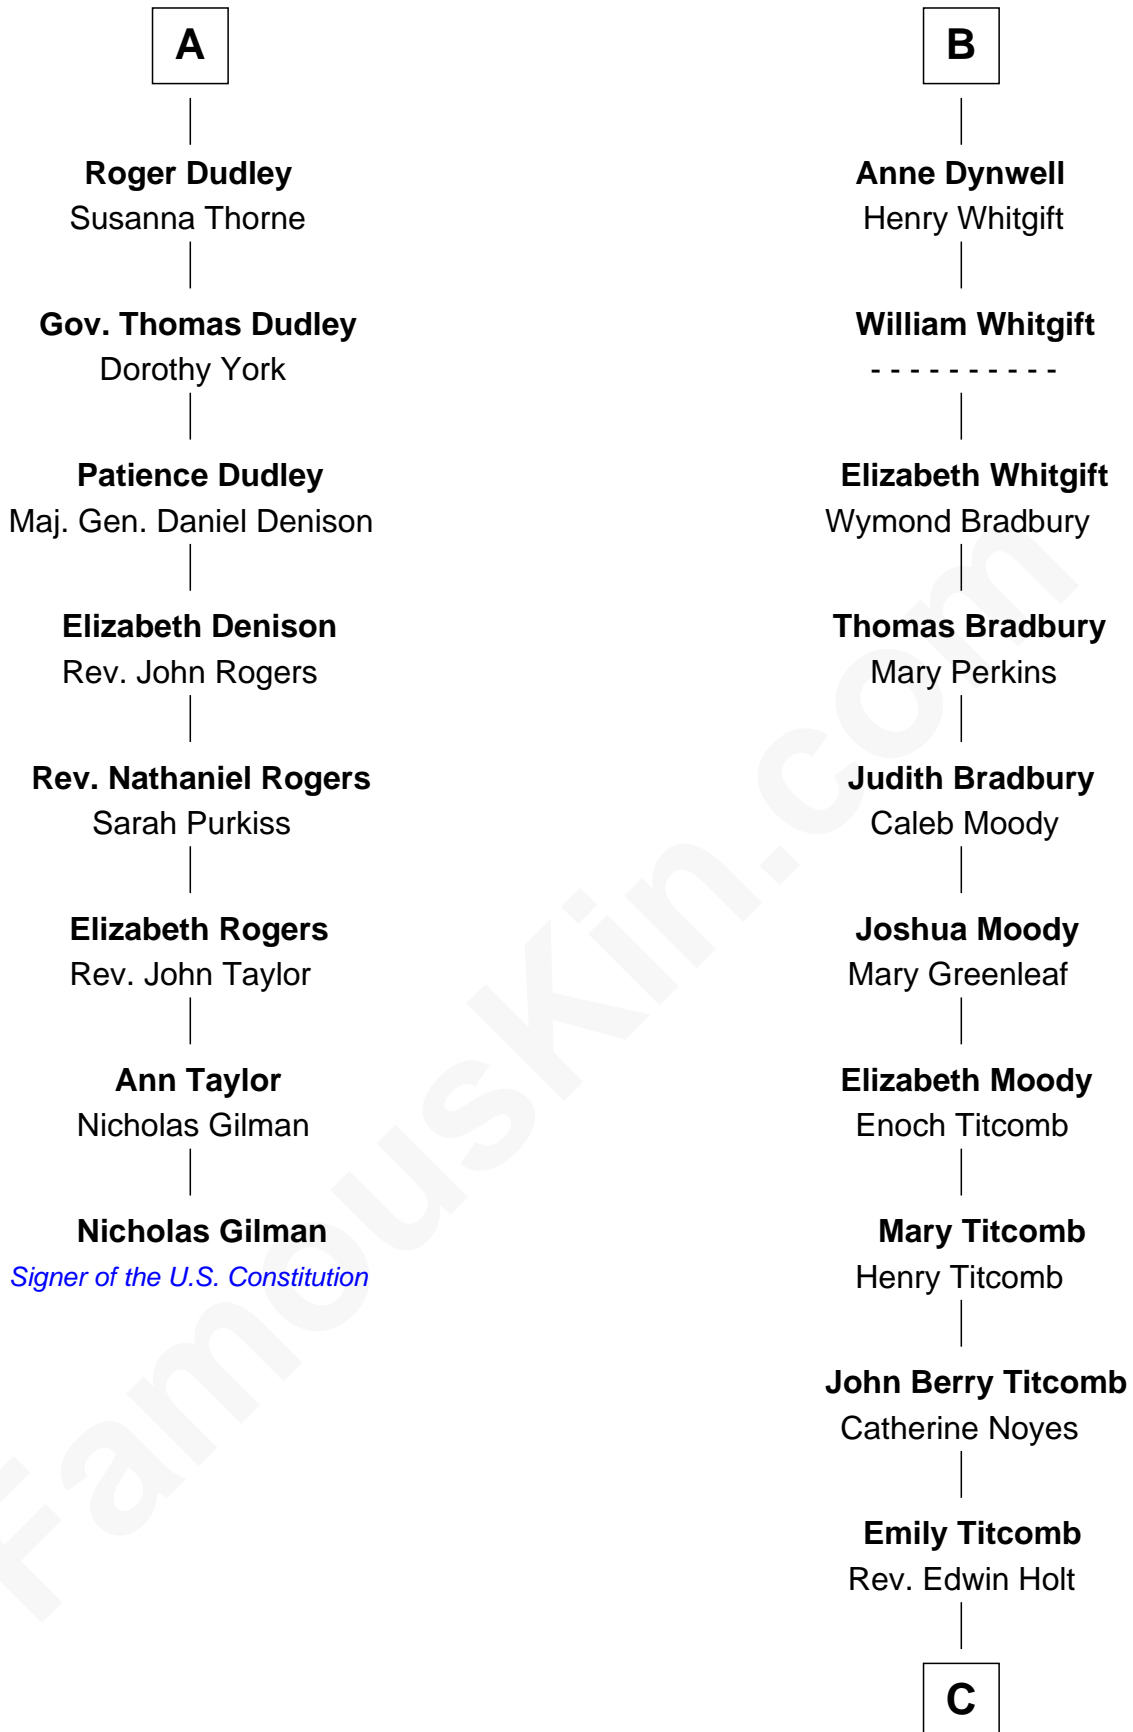 A
Roger Dudley
Susanna Thorne
Gov. Thomas Dudley
Dorothy York
Patience Dudley
Maj. Gen. Daniel Denison
Elizabeth Denison
Rev. John Rogers
Rev. Nathaniel Rogers
Sarah Purkiss
Elizabeth Rogers
Rev. John Taylor
Ann Taylor
Nicholas Gilman
Nicholas Gilman
Signer of the U.S. Constitution
B
Anne Dynwell
Henry Whitgift
William Whitgift
- - - - - - - - - -
Elizabeth Whitgift
Wymond Bradbury
Thomas Bradbury
Mary Perkins
Judith Bradbury
Caleb Moody
Joshua Moody
Mary Greenleaf
Elizabeth Moody
Enoch Titcomb
Mary Titcomb
Henry Titcomb
John Berry Titcomb
Catherine Noyes
Emily Titcomb
Rev. Edwin Holt
C
FamousKin.com